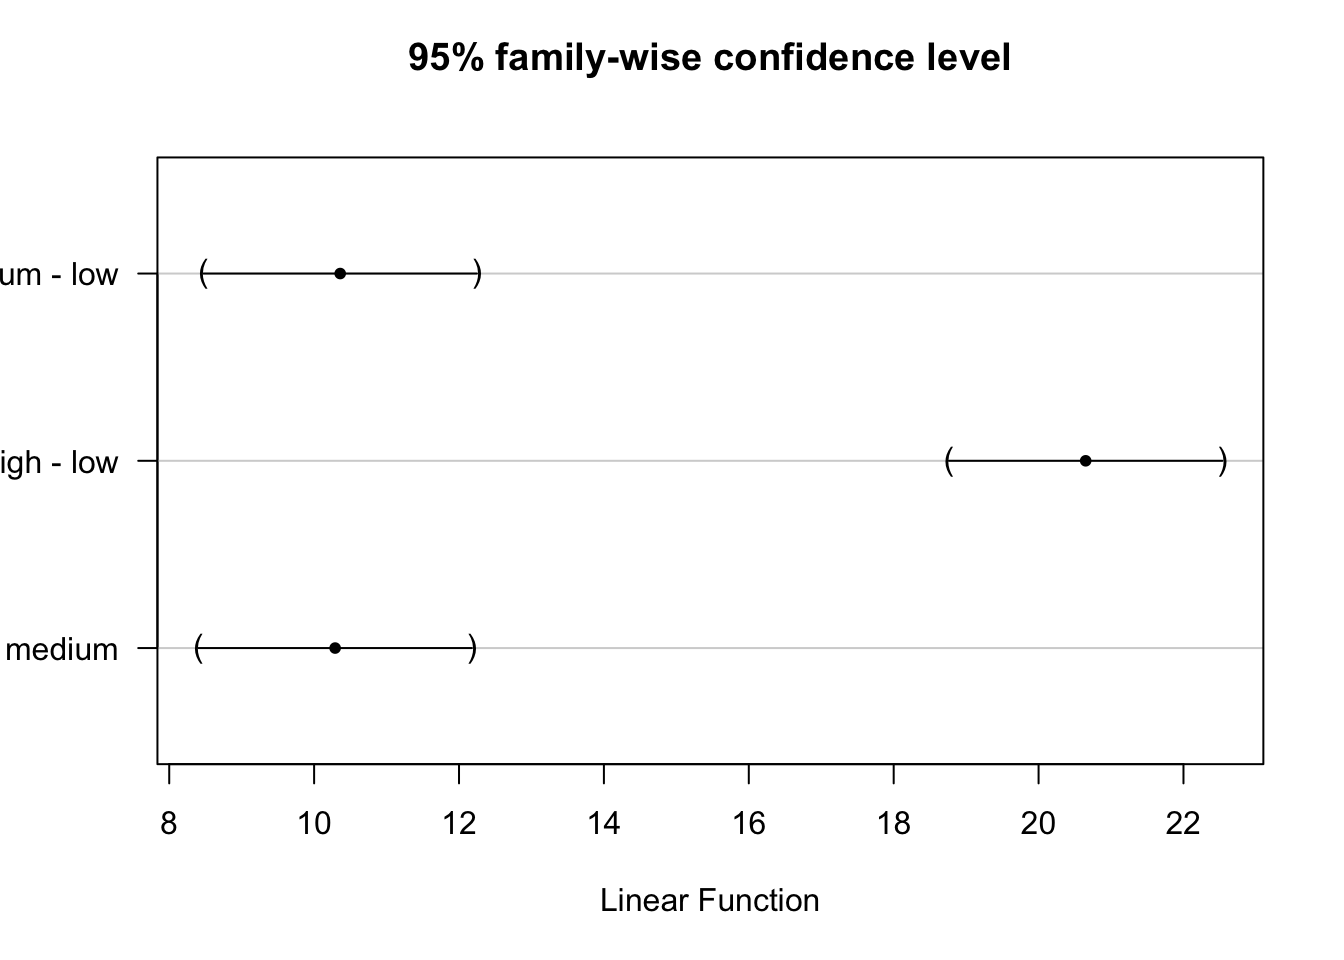 95% family-wise confidence level
um - low
igh - low
medium
8 10 12 14 16 18 20 22
Linear Function